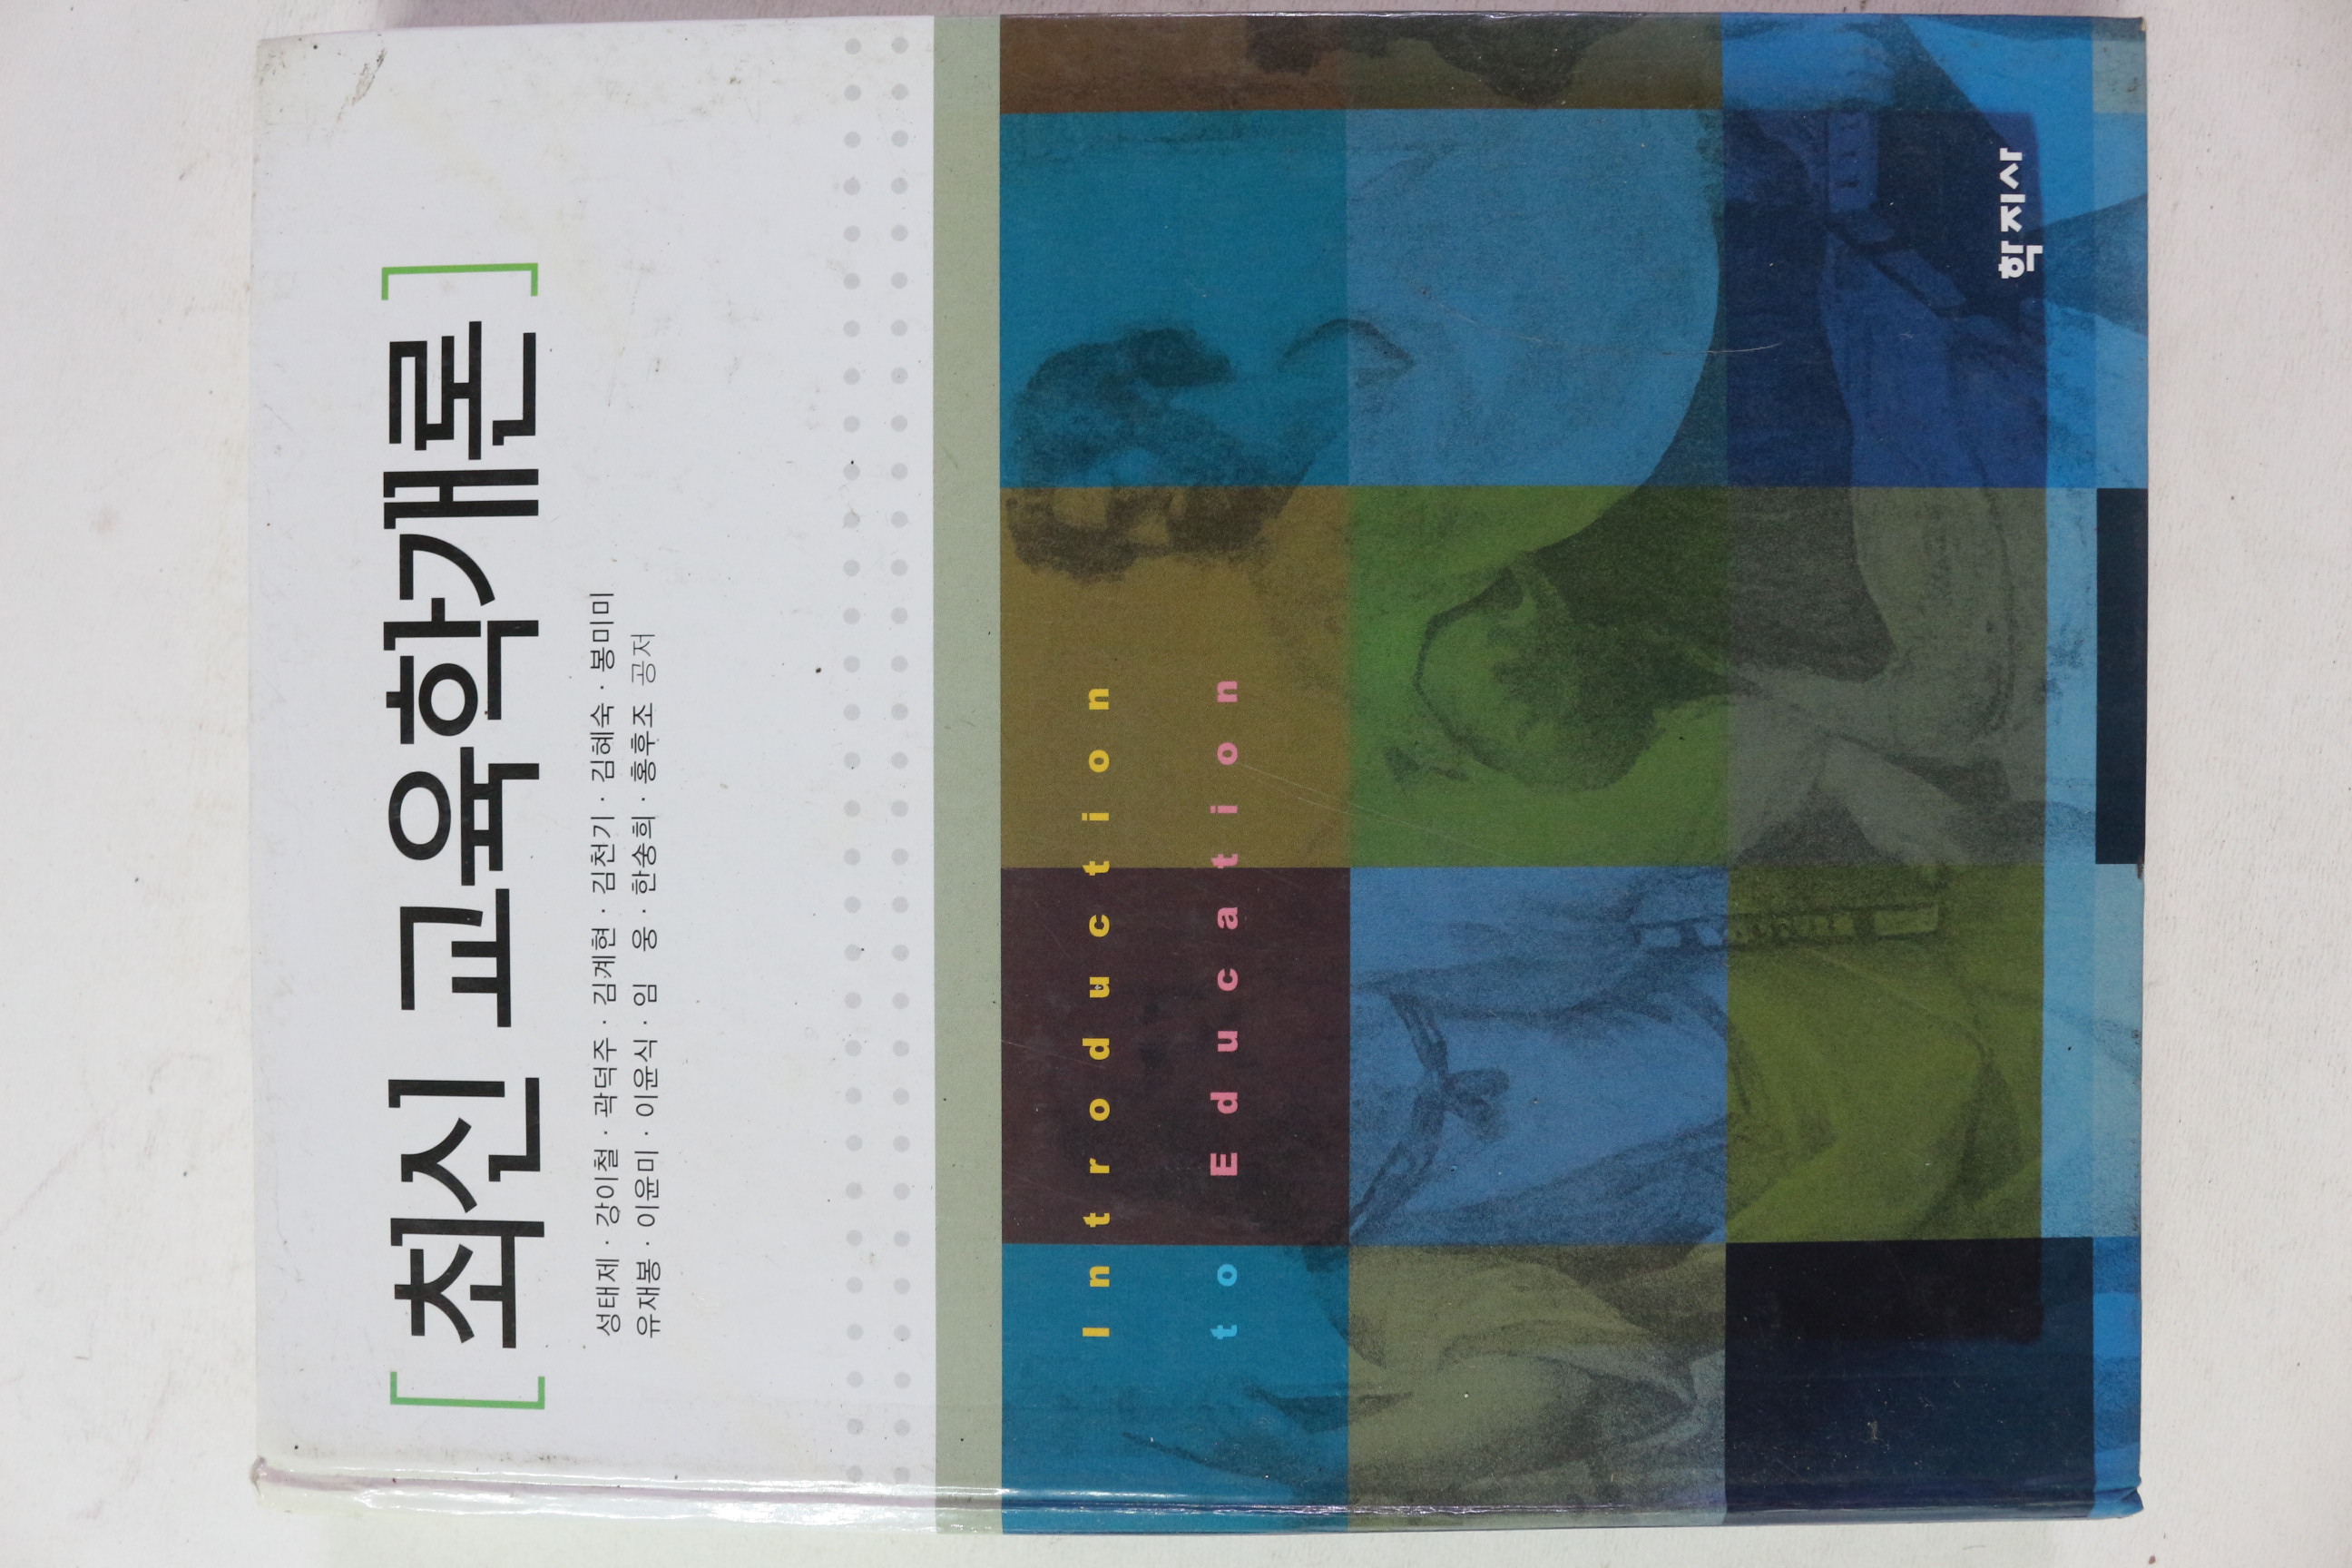 [최신 교육학개론]
성태제 · 강이철 · 곽덕주 · 김계현 · 김천기 · 김혜숙 · 봉미미
유재봉 · 이윤미 · 이윤식 · 임 웅 · 한숭희 · 홍후조 공저
Introduction
to Education
학지사